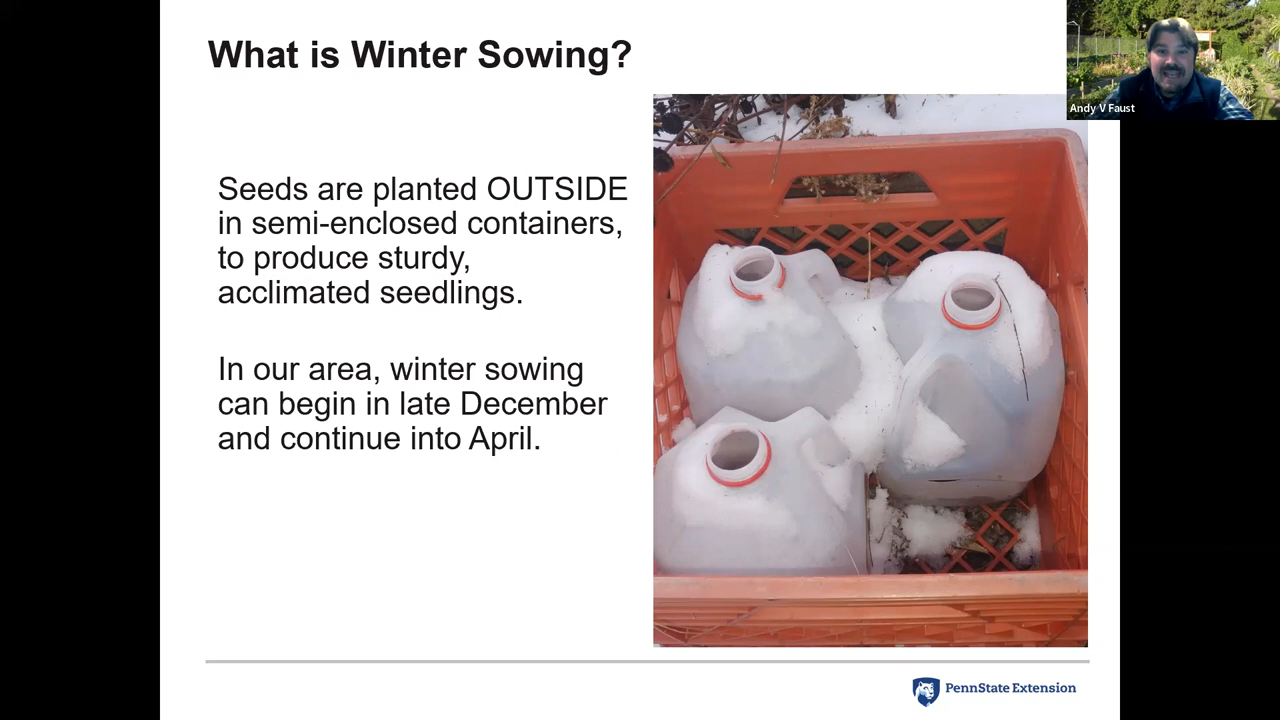 What is Winter Sowing?
Andy V Faust
Seeds are planted OUTSIDE
in semi-enclosed containers,
to produce sturdy,
acclimated seedlings.
In our area, winter sowing
can begin in late December
and continue into April.
PennState Extension